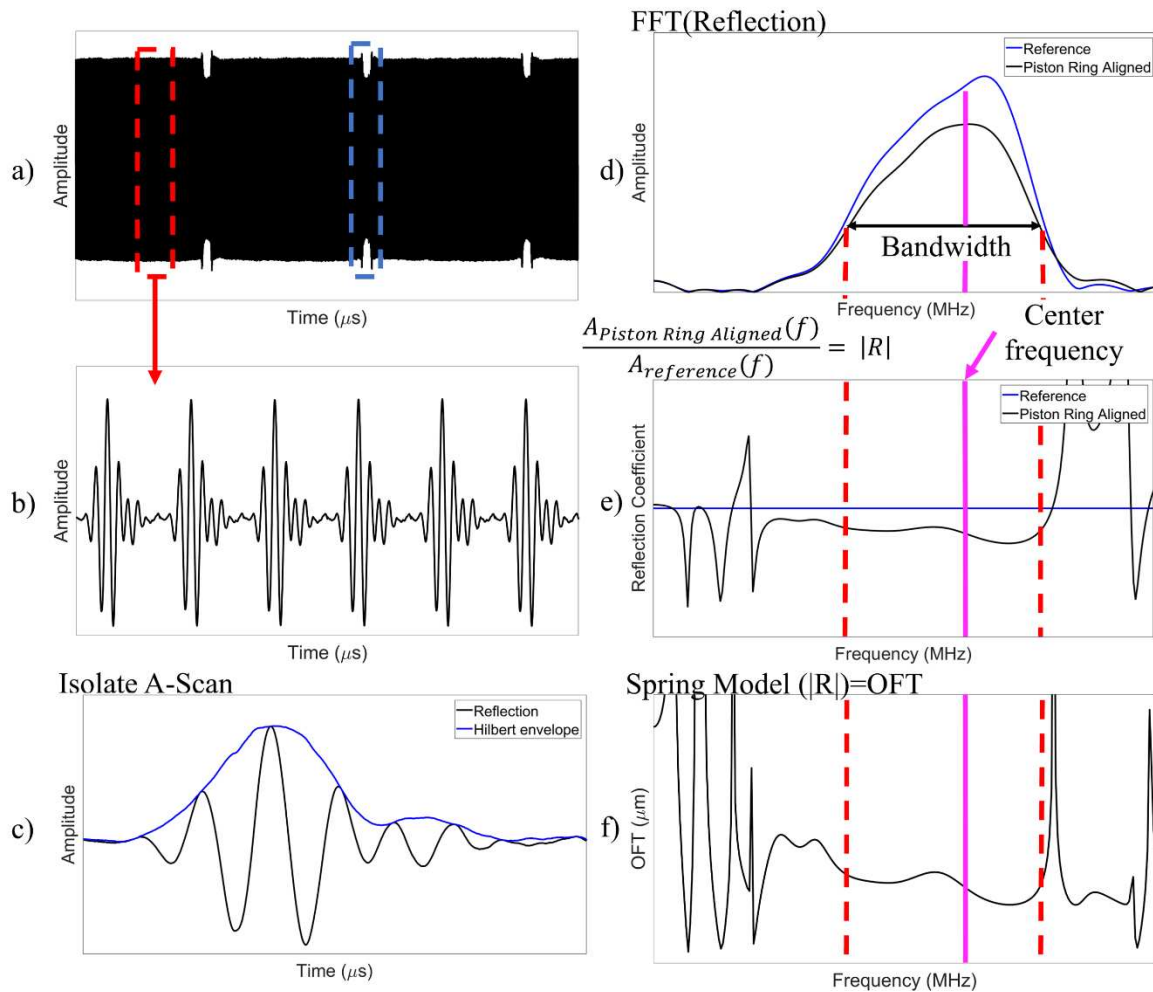 a)
Amplitude
Time (μs)
b)
Amplitude
Time (μs)
Isolate A-Scan
Reflection
Hilbert envelope
c)
Amplitude
Time (μs)
FFT(Reflection)
Reference
Piston Ring Aligned
d)
Amplitude
Bandwidth
Frequency (MHz)
Center
frequency
A_Piston Ring Aligned(f)
A_reference(f)
= |R|
Reference
Piston Ring Aligned
e)
Reflection Coefficient
Frequency (MHz)
Spring Model (|R|)=OFT
f)
OFT (μm)
Frequency (MHz)